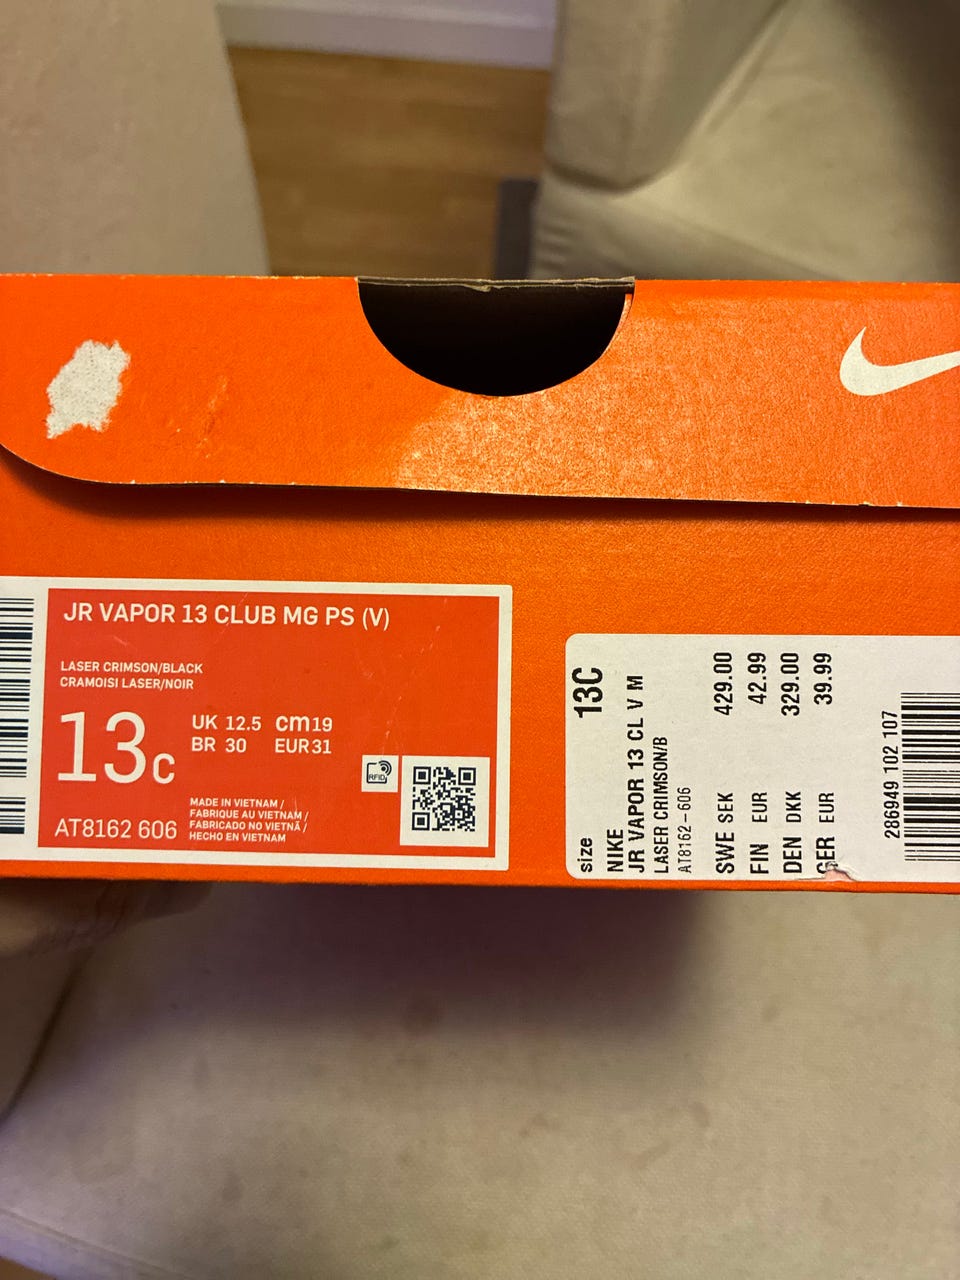 JR VAPOR 13 CLUB MG PS (V)
LASER CRIMSON/BLACK
CRAMOISI LASER/NOIR
13C
UK 12.5 cm19
BR 30 EUR31
RFID
MADE IN VIETNAM /
FABRIQUE AU VIETNAM /
FABRICADO NO VIETNÃ /
HECHO EN VIETNAM
AT8162 606
size 13C
NIKE
JR VAPOR 13 CL V M
LASER CRIMSON/B
AT8162-606
SWE SEK 429.00
FIN EUR 42.99
DEN DKK 329.00
GER EUR 39.99
286949 102 107